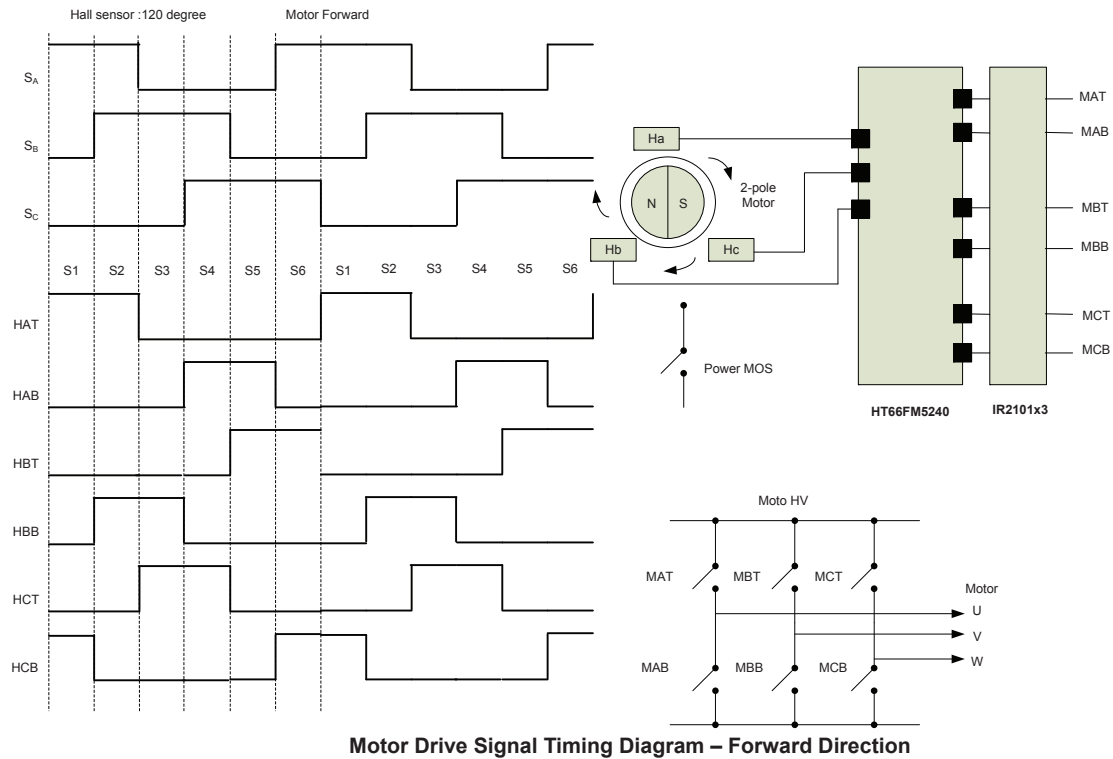 Hall sensor :120 degree
Motor Forward
SA
SB
SC
S1 S2 S3 S4 S5 S6 S1 S2 S3 S4 S5 S6
HAT
HAB
HBT
HBB
HCT
HCB
Ha
N S
2-pole
Motor
Hb
Hc
Power MOS
HT66FM5240
IR2101x3
MAT
MAB
MBT
MBB
MCT
MCB
Moto HV
MAT MBT MCT
Motor
U
V
W
MAB MBB MCB
Motor Drive Signal Timing Diagram – Forward Direction